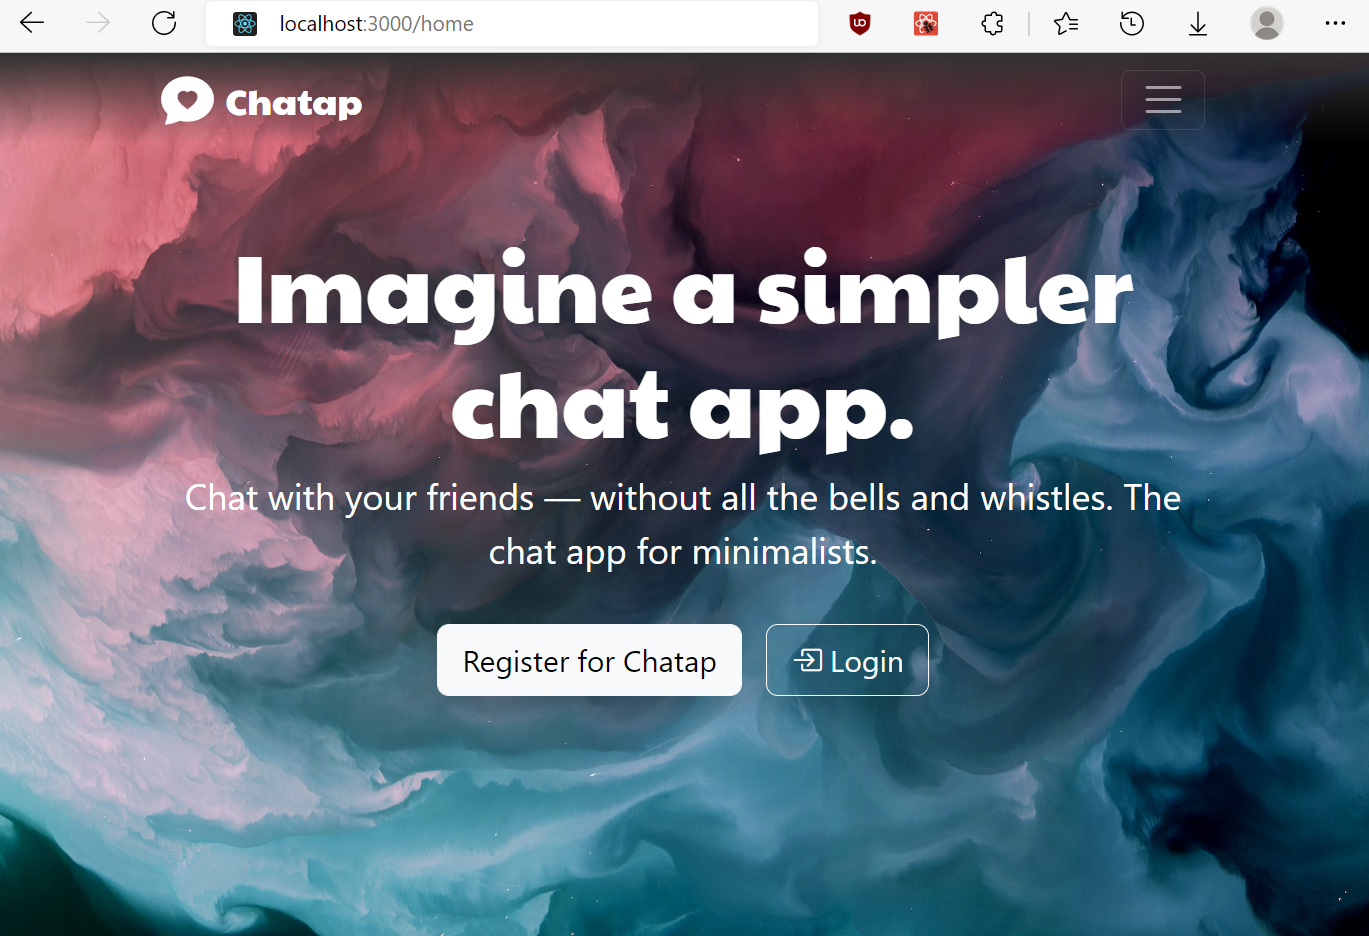 localhost:3000/home
Chatap
Imagine a simpler
chat app.
Chat with your friends — without all the bells and whistles. The
chat app for minimalists.
Register for Chatap
Login